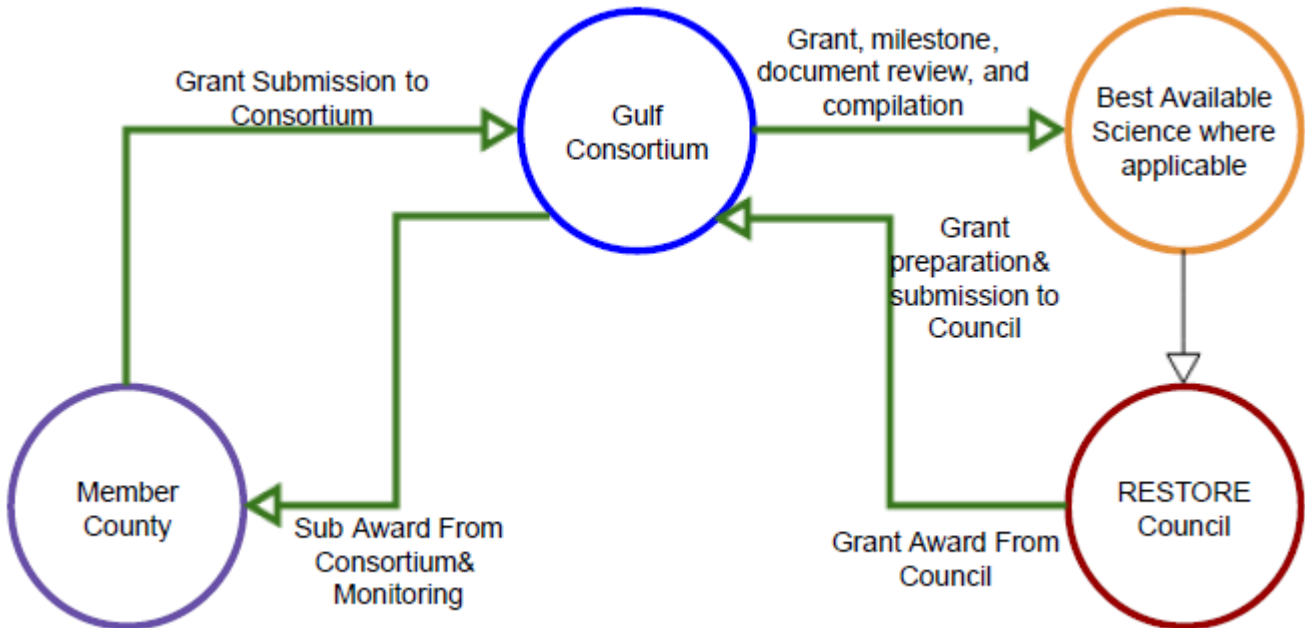 Grant Submission to
Consortium
Gulf
Consortium
Grant, milestone,
document review, and
compilation
Best Available
Science where
applicable
Grant
preparation&
submission to
Council
Member
County
Sub Award From
Consortium&
Monitoring
Grant Award From
Council
RESTORE
Council